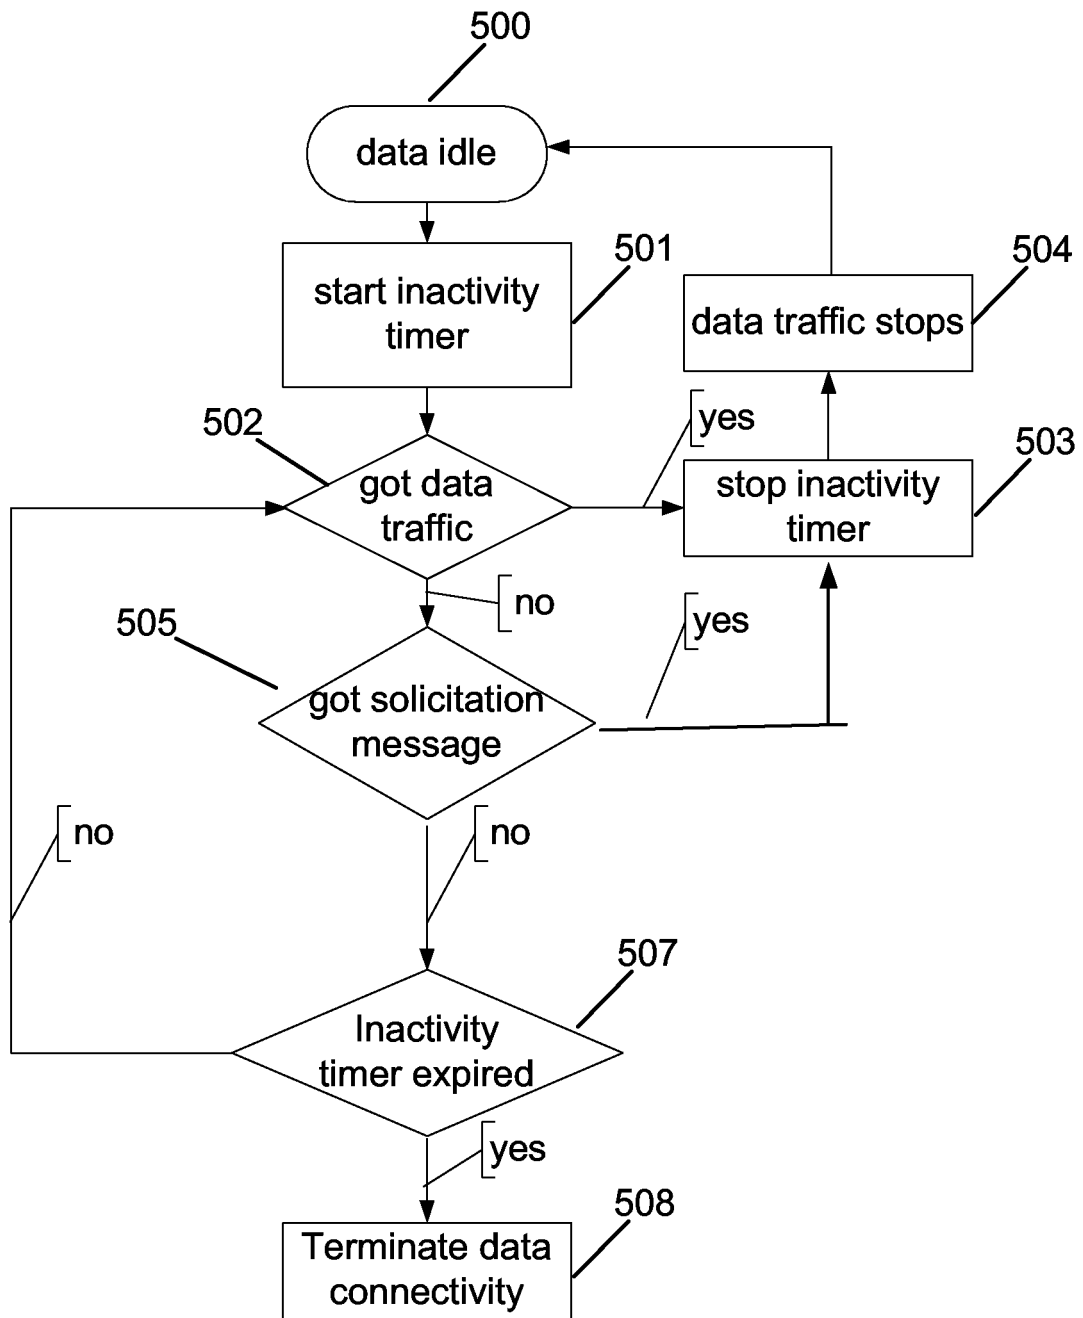 500
data idle
501
start inactivity
timer
504
data traffic stops
502
yes
got data
traffic
503
stop inactivity
timer
no
505
yes
got solicitation
message
no
no
507
Inactivity
timer expired
yes
508
Terminate data
connectivity